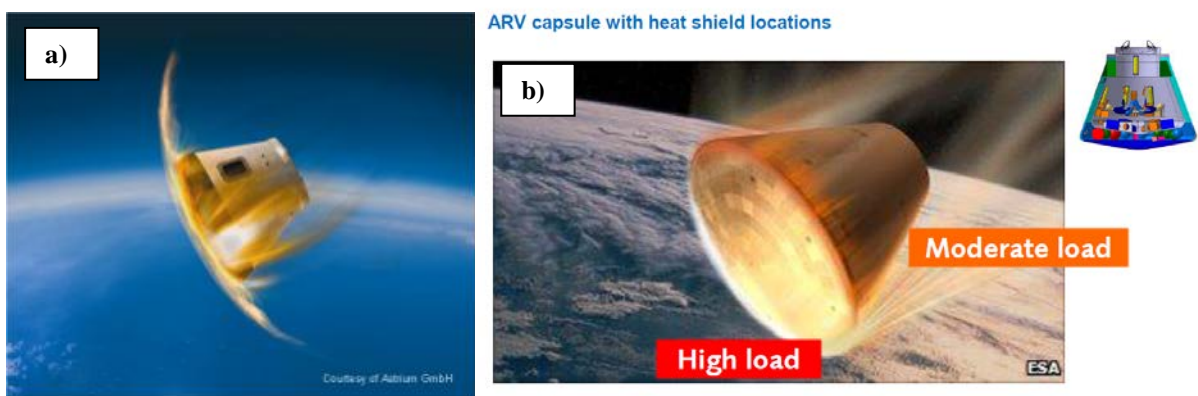 a)
Courtesy of Astrium GmbH
ARV capsule with heat shield locations
b)
Moderate load
High load
ESA